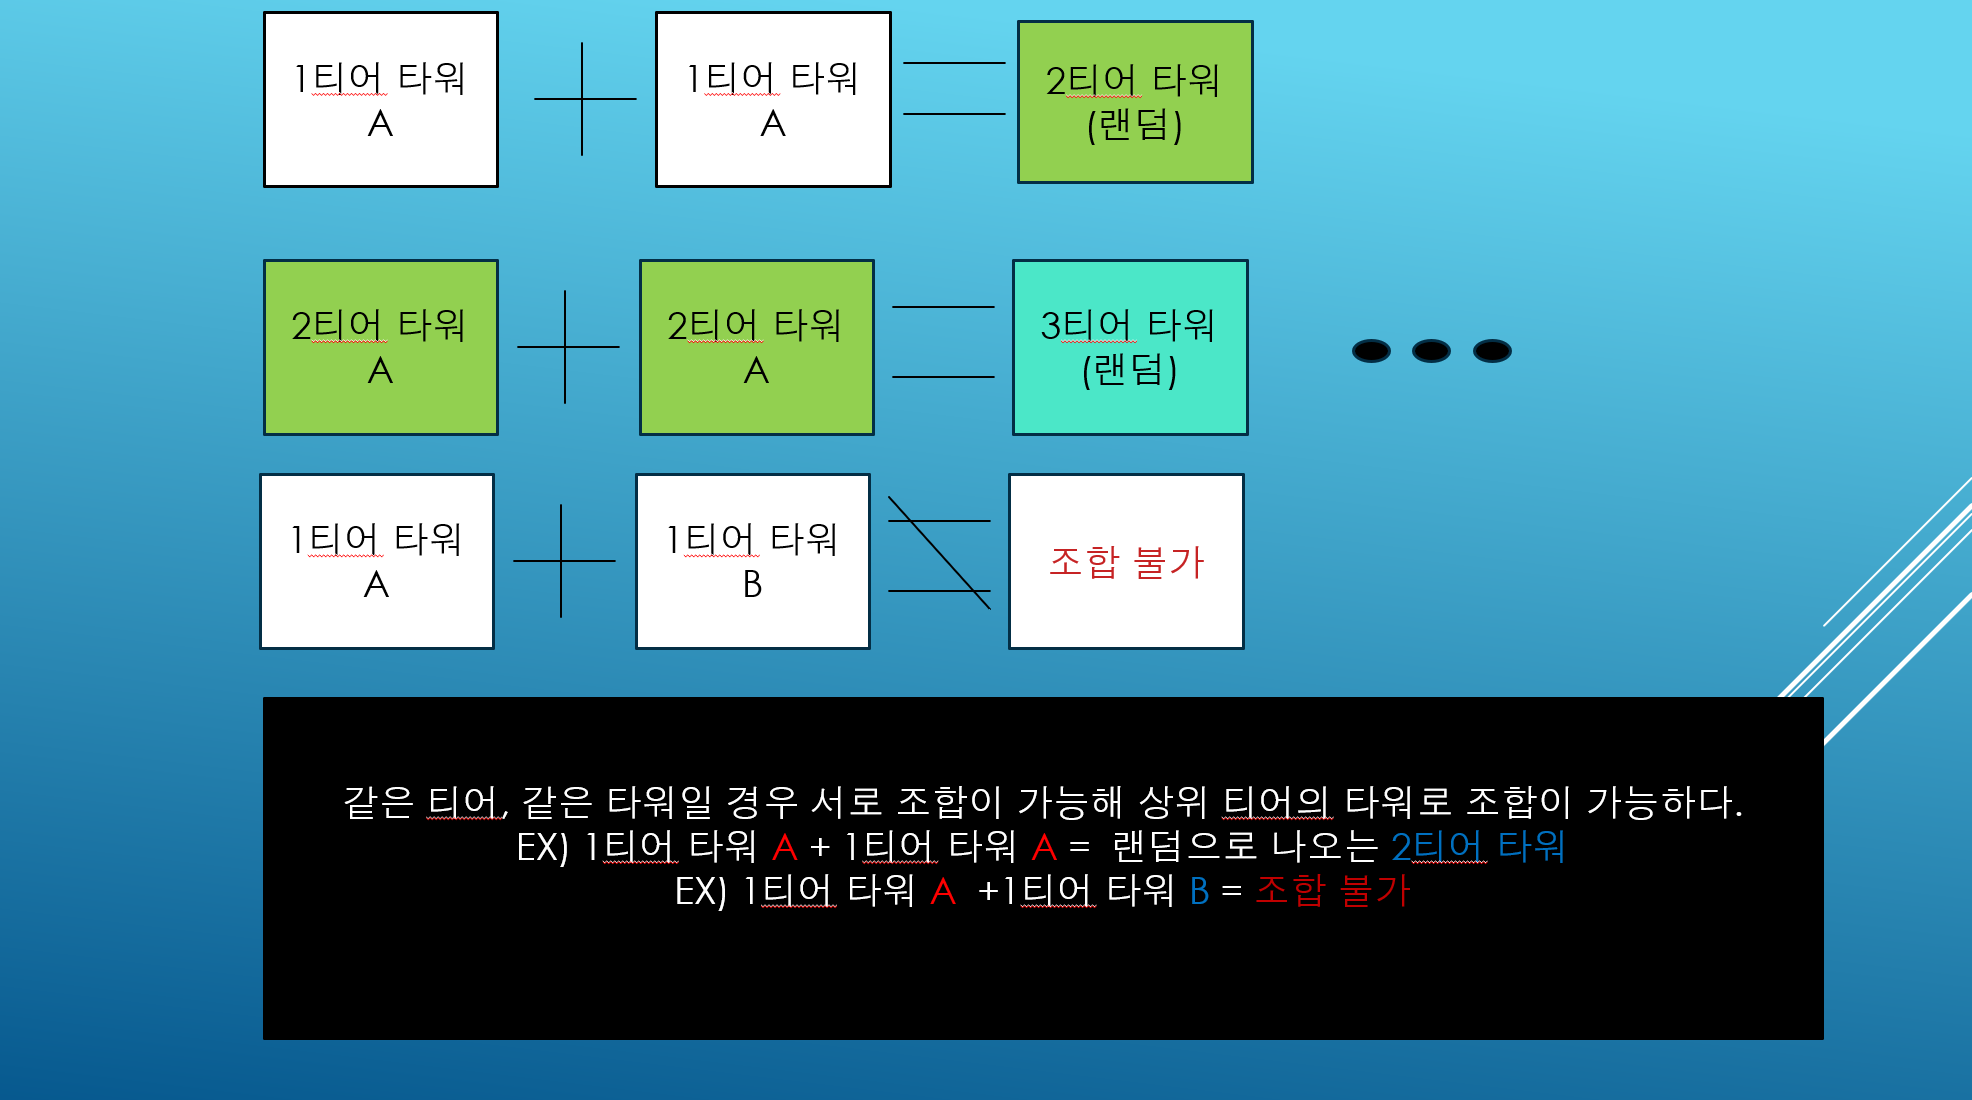 1티어 타워
A
1티어 타워
A
2티어 타워
(랜덤)
2티어 타워
A
2티어 타워
A
3티어 타워
(랜덤)
1티어 타워
A
1티어 타워
B
조합 불가
같은 티어, 같은 타워일 경우 서로 조합이 가능해 상위 티어의 타워로 조합이 가능하다.
EX) 1티어 타워 A + 1티어 타워 A = 랜덤으로 나오는 2티어 타워
EX) 1티어 타워 A +1티어 타워 B = 조합 불가